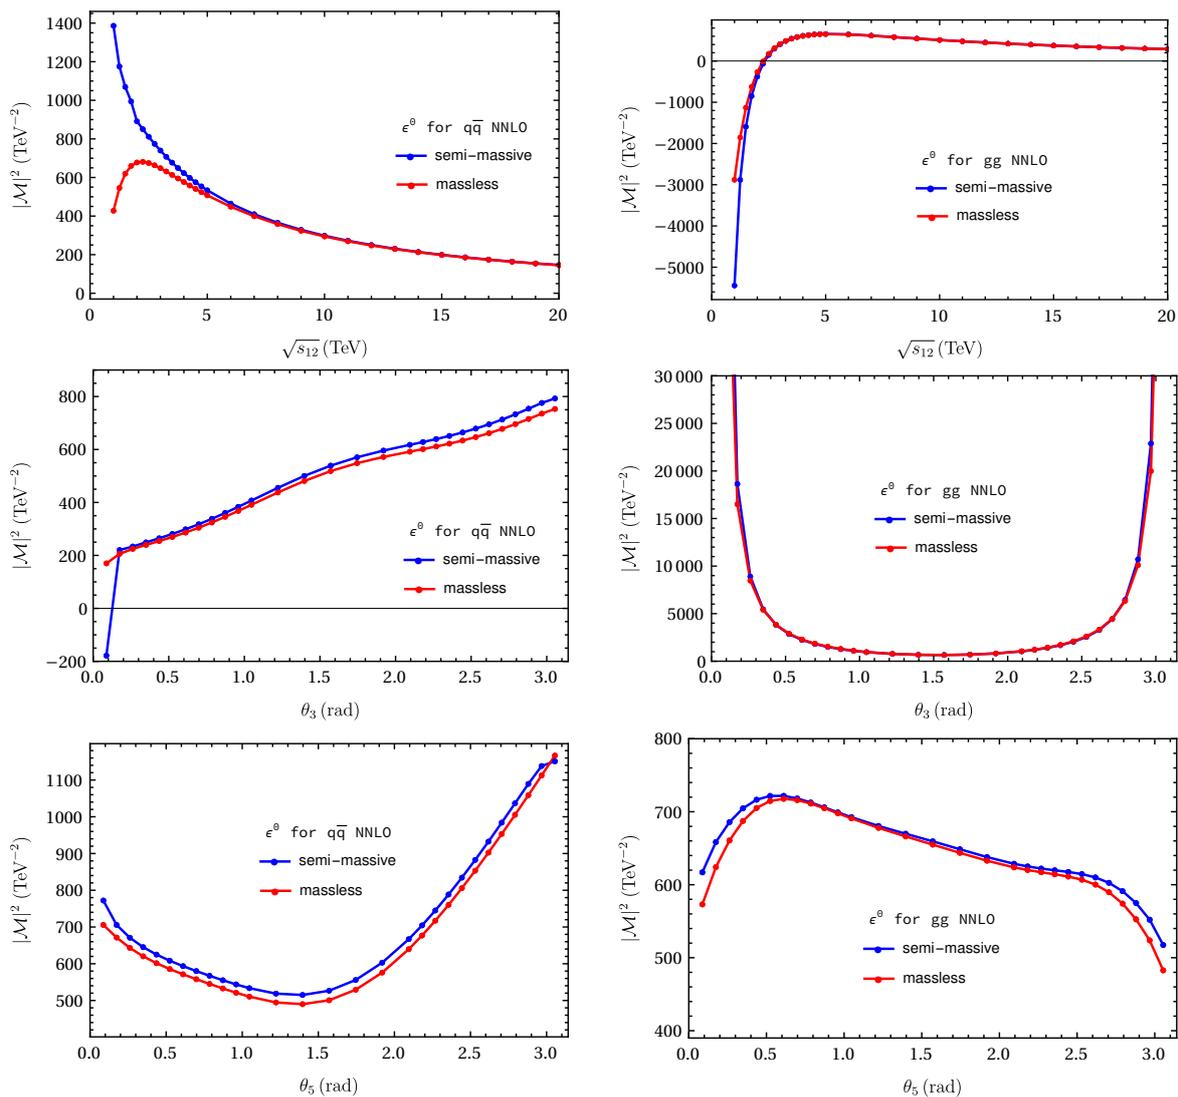 1400
1200
1000
800
600
400
200
0
|ℳ|² (TeV⁻²)
ϵ⁰ for qq̅ NNLO
semi−massive
massless
0 5 10 15 20
√s₁₂ (TeV)
0
−1000
−2000
−3000
−4000
−5000
|ℳ|² (TeV⁻²)
ϵ⁰ for gg NNLO
semi−massive
massless
0 5 10 15 20
√s₁₂ (TeV)
800
600
400
200
0
−200
|ℳ|² (TeV⁻²)
ϵ⁰ for qq̅ NNLO
semi−massive
massless
0.0 0.5 1.0 1.5 2.0 2.5 3.0
θ₃ (rad)
30 000
25 000
20 000
15 000
10 000
5000
0
|ℳ|² (TeV⁻²)
ϵ⁰ for gg NNLO
semi−massive
massless
0.0 0.5 1.0 1.5 2.0 2.5 3.0
θ₃ (rad)
1100
1000
900
800
700
600
500
|ℳ|² (TeV⁻²)
ϵ⁰ for qq̅ NNLO
semi−massive
massless
0.0 0.5 1.0 1.5 2.0 2.5 3.0
θ₅ (rad)
800
700
600
500
400
|ℳ|² (TeV⁻²)
ϵ⁰ for gg NNLO
semi−massive
massless
0.0 0.5 1.0 1.5 2.0 2.5 3.0
θ₅ (rad)